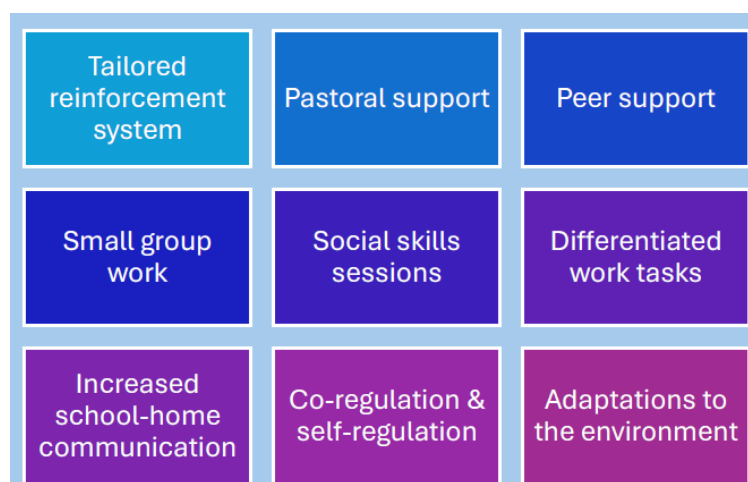 Tailored
reinforcement
system
Pastoral support
Peer support
Small group
work
Social skills
sessions
Differentiated
work tasks
Increased
school-home
communication
Co-regulation &
self-regulation
Adaptations to
the environment